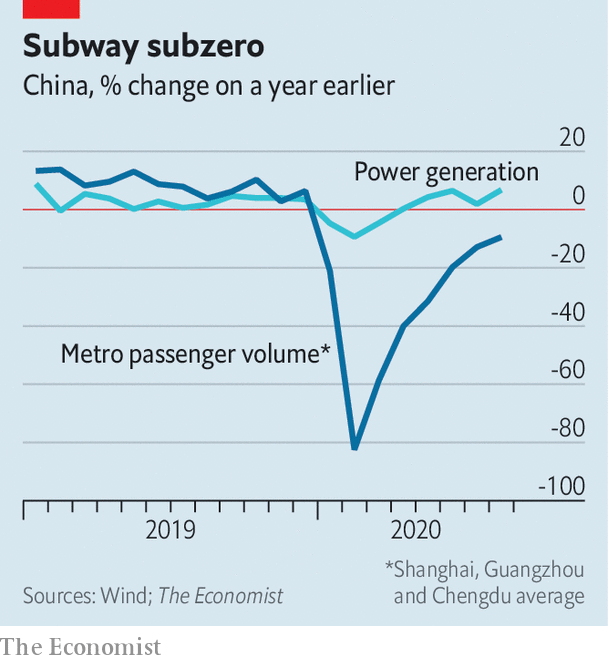 Subway subzero
China, % change on a year earlier
20
Power generation
0
-20
-40
Metro passenger volume*
-60
-80
-100
2019 2020
*Shanghai, Guangzhou
and Chengdu average
Sources: Wind; The Economist
The Economist